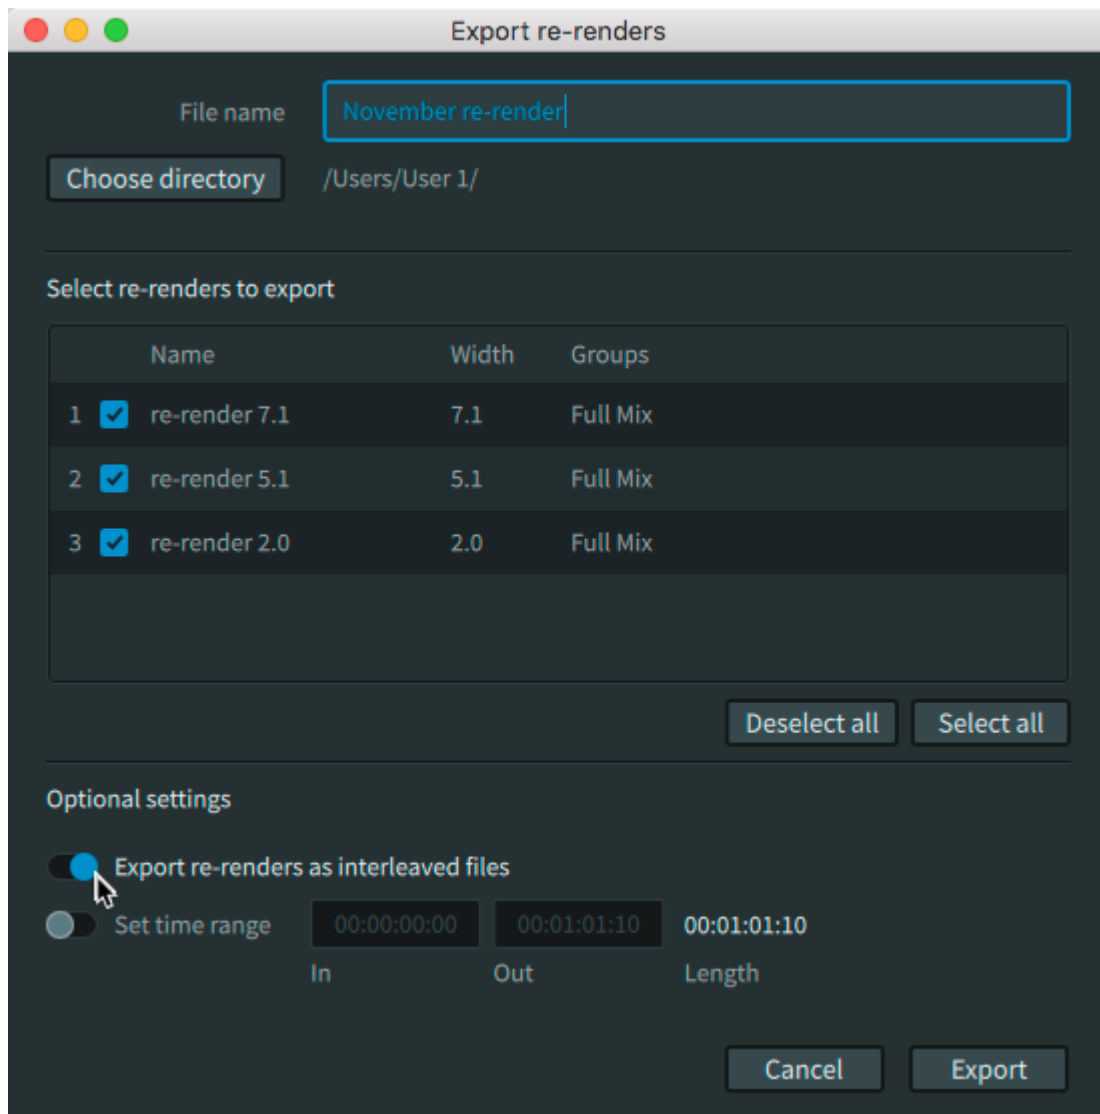 Export re-renders
File name November re-render
Choose directory /Users/User 1/
Select re-renders to export
Name Width Groups
1 re-render 7.1 7.1 Full Mix
2 re-render 5.1 5.1 Full Mix
3 re-render 2.0 2.0 Full Mix
Deselect all Select all
Optional settings
Export re-renders as interleaved files
Set time range 00:00:00:00 00:01:01:10 00:01:01:10
In Out Length
Cancel Export